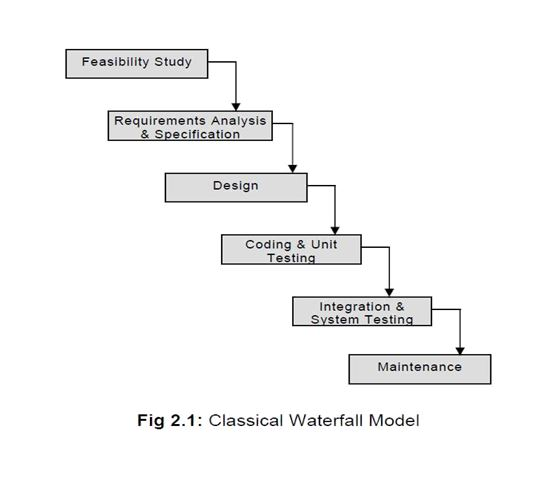 Feasibility Study
Requirements Analysis
& Specification
Design
Coding & Unit
Testing
Integration &
System Testing
Maintenance
Fig 2.1: Classical Waterfall Model